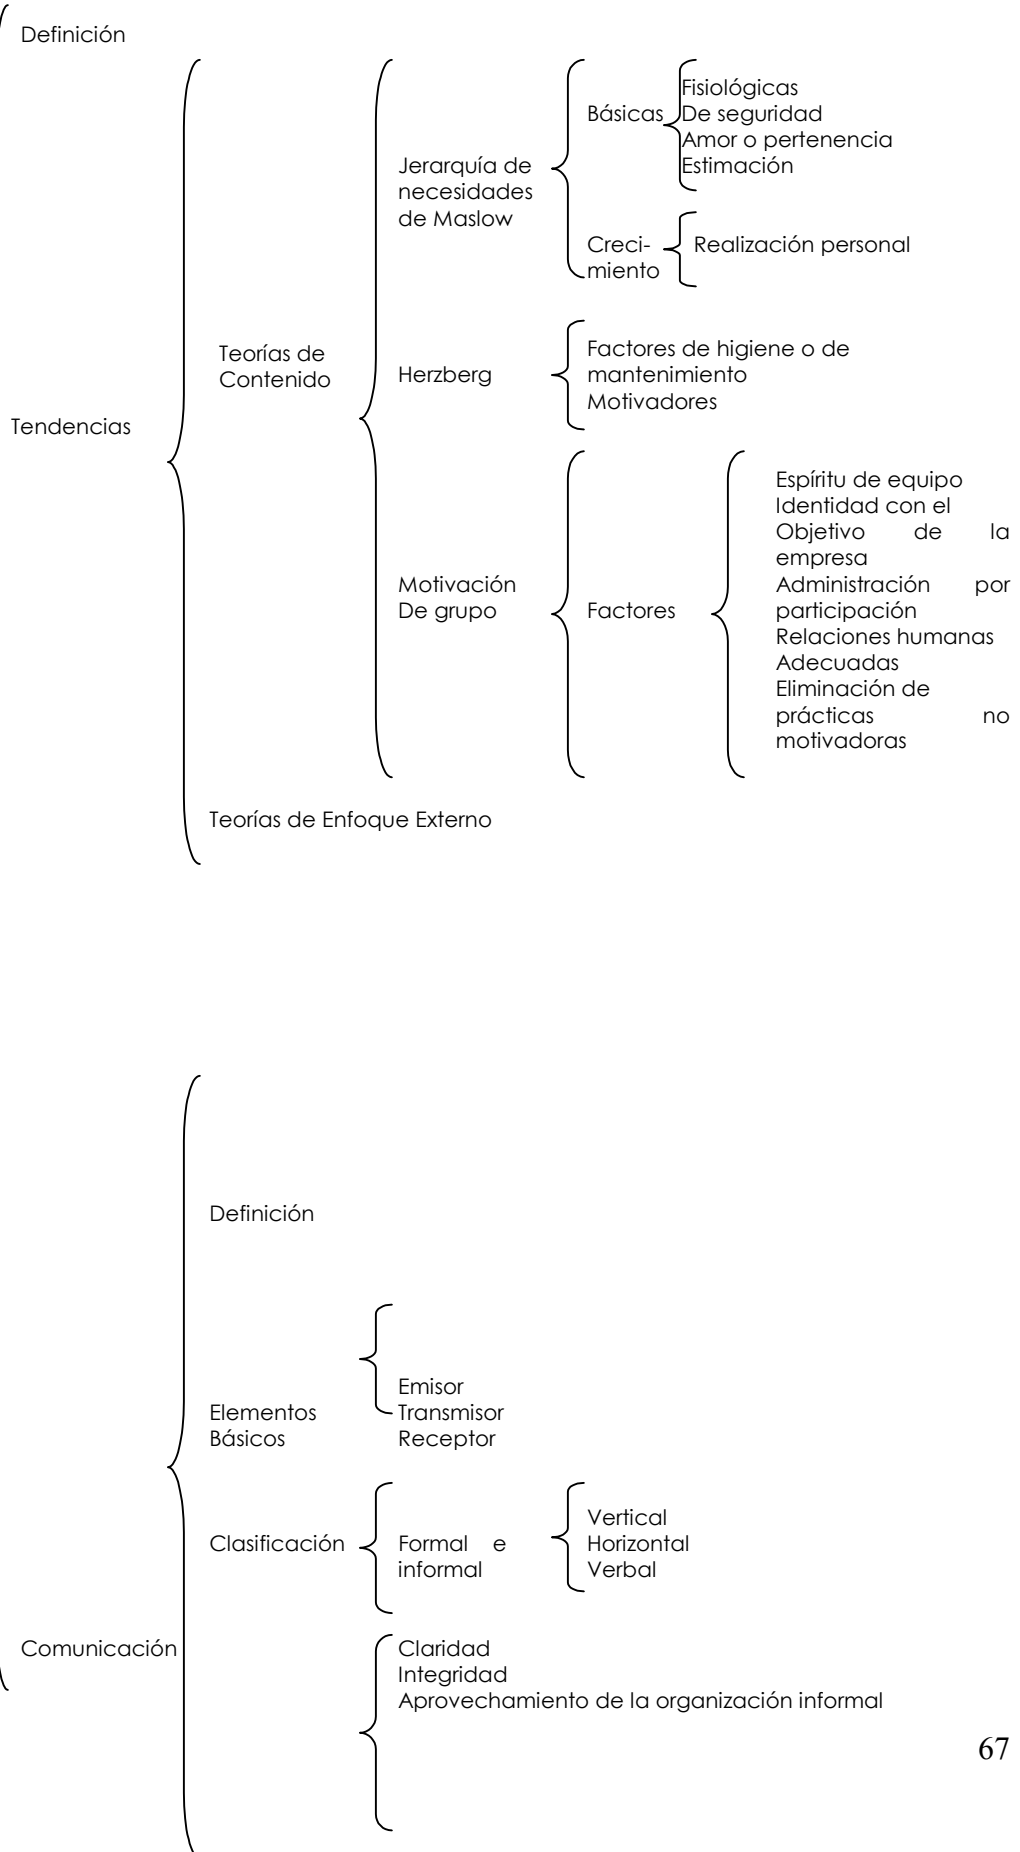 Definición
Fisiológicas
Básicas De seguridad
Amor o pertenencia
Estimación
Jerarquía de
necesidades
de Maslow
Creci-
miento
Realización personal
Teorías de
Contenido
Herzberg
Factores de higiene o de
mantenimiento
Motivadores
Tendencias
Motivación
De grupo
Factores
Espíritu de equipo
Identidad con el
Objetivo de la
empresa
Administración por
participación
Relaciones humanas
Adecuadas
Eliminación de
prácticas no
motivadoras
Teorías de Enfoque Externo
Definición
Elementos
Básicos
Emisor
Transmisor
Receptor
Clasificación
Formal e
informal
Vertical
Horizontal
Verbal
Comunicación
Claridad
Integridad
Aprovechamiento de la organización informal
67